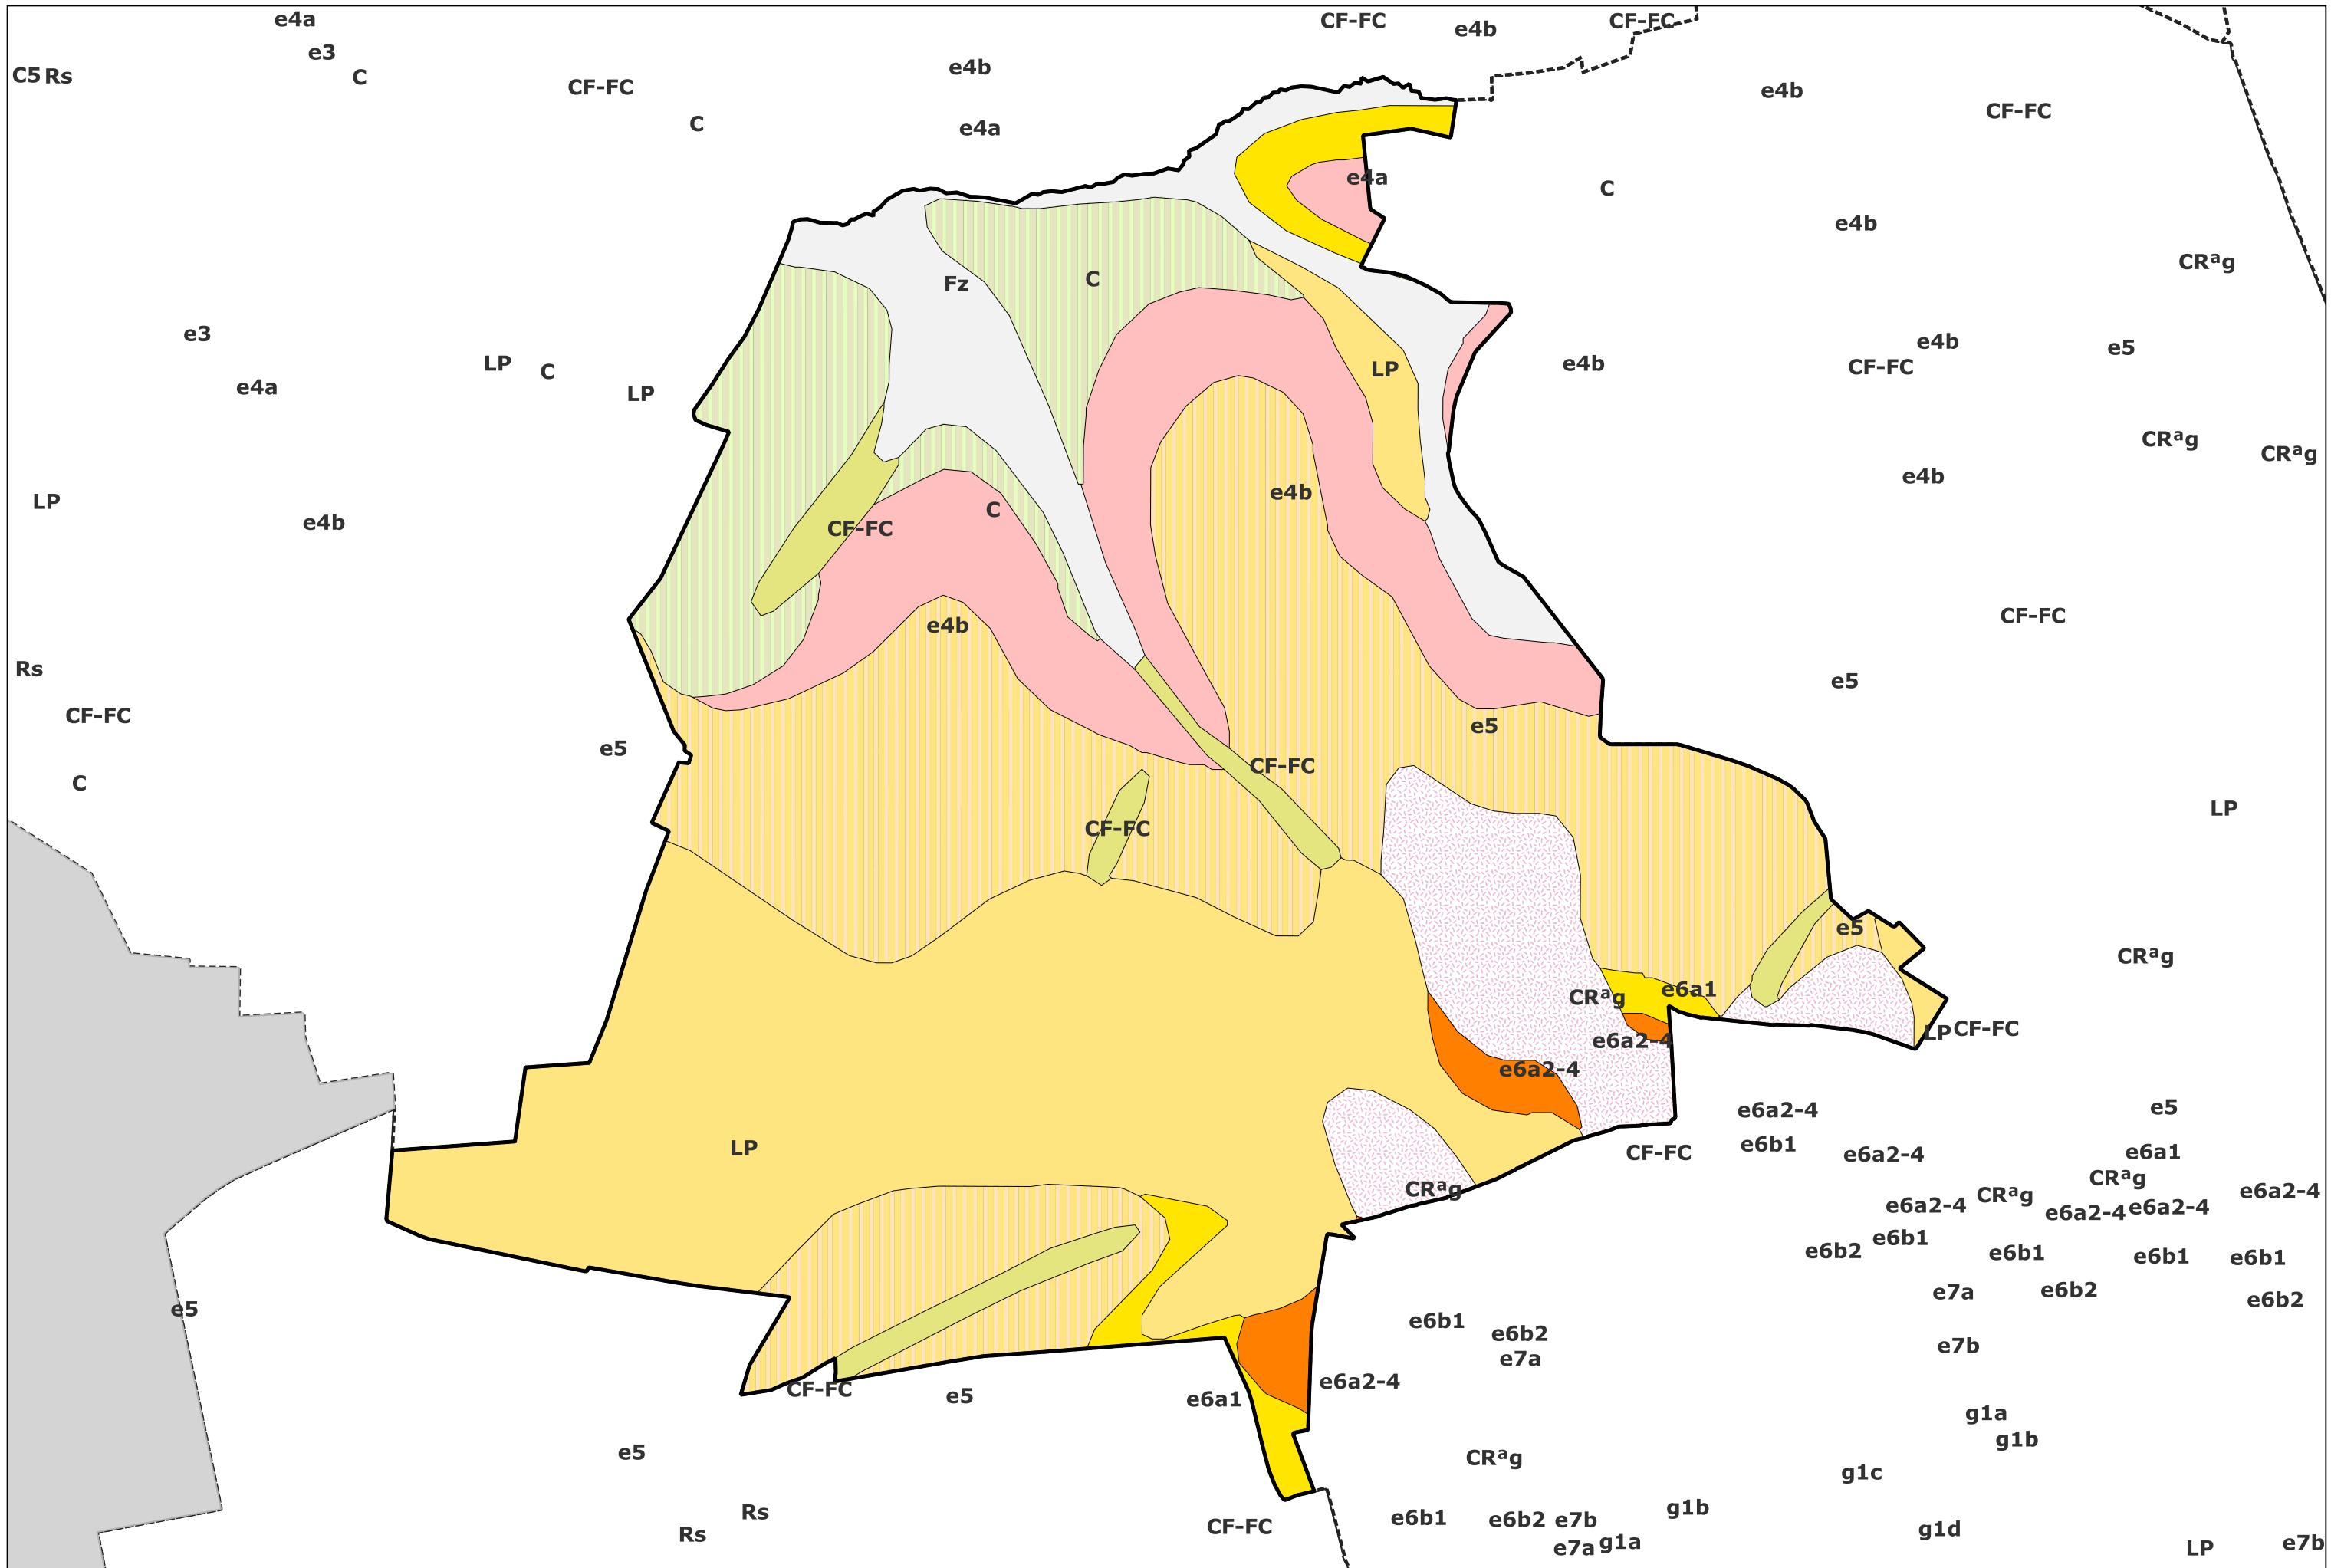 e4a
CF-FC
CF-FC
e4b
e3
e4b
C5 Rs
C
CF-FC
e4b
CF-FC
C
e4a
e4a
C
e4b
CRªg
C
Fz
e3
e4b
e5
LP
C
LP
e4b
CF-FC
e4a
LP
CRªg
CRªg
e4b
e4b
LP
C
e4b
CF-FC
CF-FC
e4b
Rs
e5
CF-FC
e5
e5
CF-FC
C
LP
CF-FC
e5
CRªg
e6a1
CRªg
LP CF-FC
e6a2-4
e6a2-4
e5
e6a2-4
e6b1
LP
CF-FC
e6a2-4
e6a1
CRªg
CRªg
CRªg
e6a2-4
e6a2-4
e6a2-4
e6a2-4
e6b1
e6b2
e6b1
e6b1
e6b1
e7a
e6b2
e6b2
e5
e6b1
e6b2
e7a
e7b
e6a2-4
CF-FC
e5
e6a1
g1a
g1b
e5
CRªg
g1c
Rs
g1b
CF-FC
e6b1
e6b2
e7b
g1d
Rs
e7a
g1a
LP
e7b